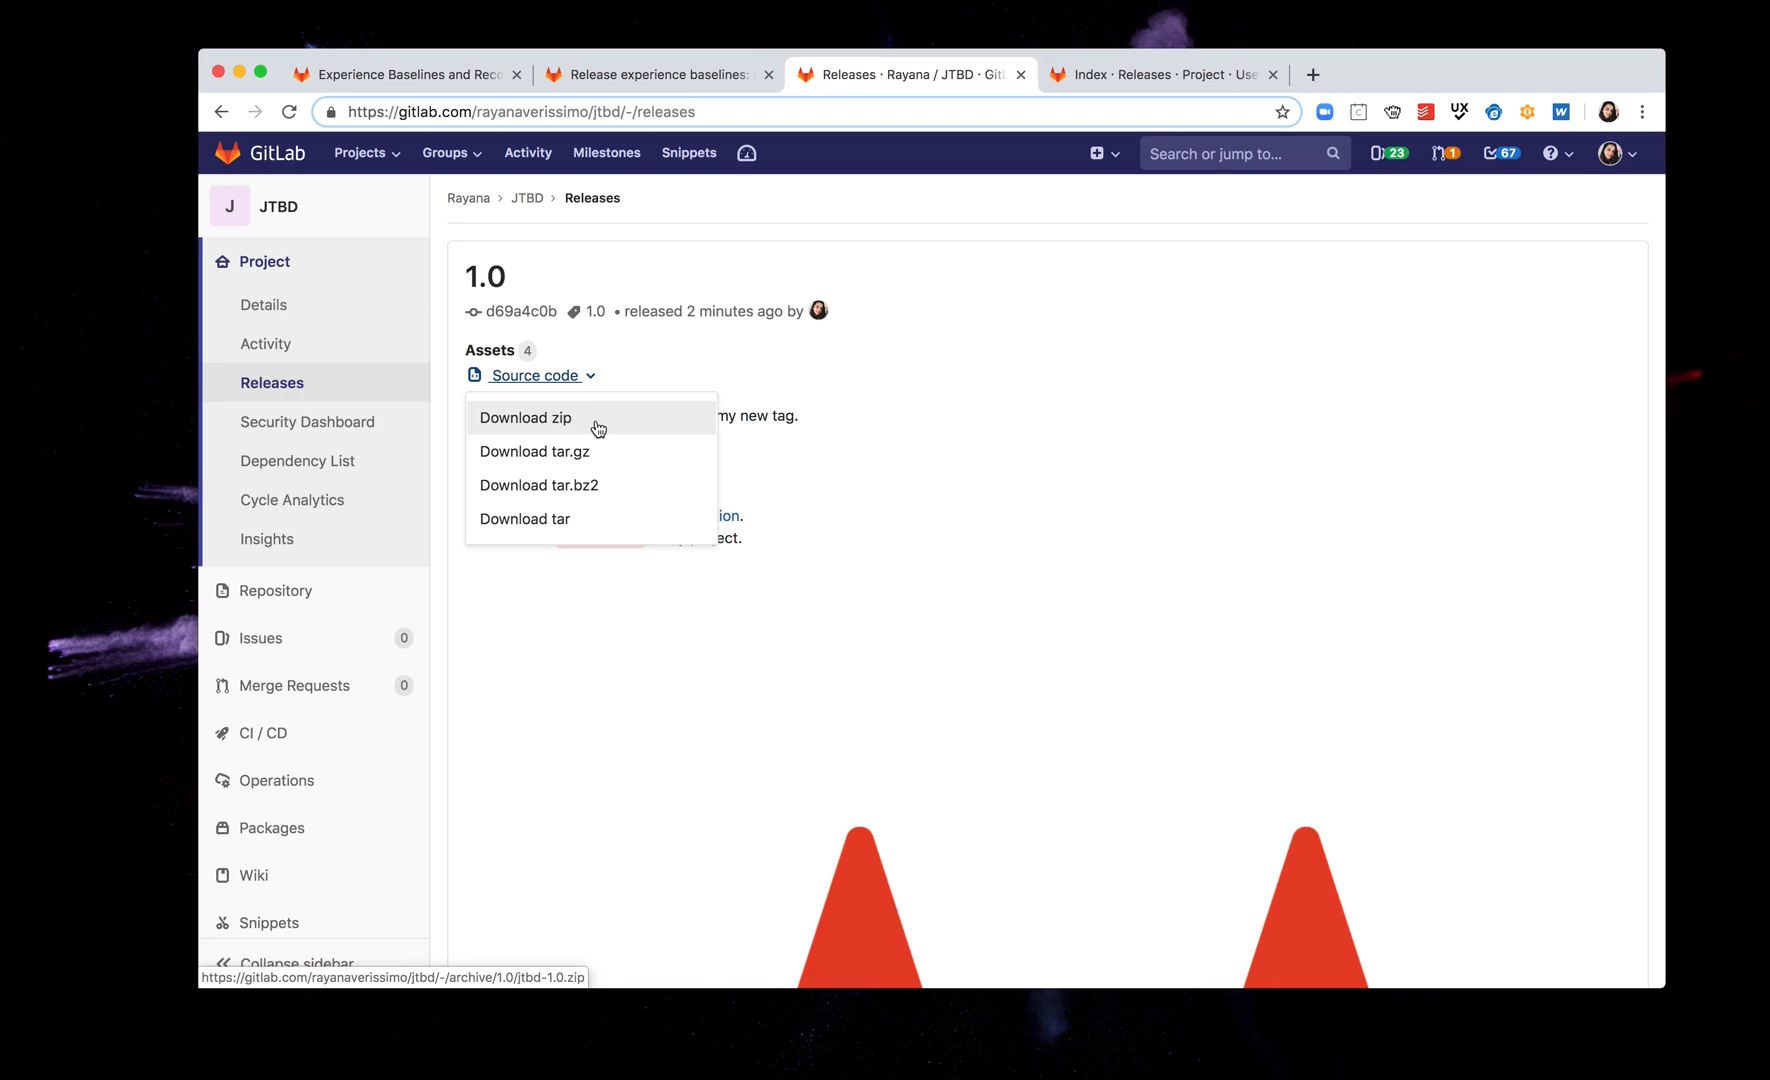 Experience Baselines and Reco
Release experience baselines:
Releases · Rayana / JTBD · GitL
Index · Releases · Project · Use
https://gitlab.com/rayanaverissimo/jtbd/-/releases
UX
W
GitLab
Projects
Groups
Activity
Milestones
Snippets
Search or jump to...
23
1
67
J
JTBD
Rayana › JTBD › Releases
Project
Details
Activity
Releases
Security Dashboard
Dependency List
Cycle Analytics
Insights
Repository
Issues 0
Merge Requests 0
CI / CD
Operations
Packages
Wiki
Snippets
Collapse sidebar
https://gitlab.com/rayanaverissimo/jtbd/-/archive/1.0/jtbd-1.0.zip
1.0
d69a4c0b 1.0 • released 2 minutes ago by
Assets 4
Source code
Download zip
my new tag.
Download tar.gz
Download tar.bz2
Download tar
ion.
ect.